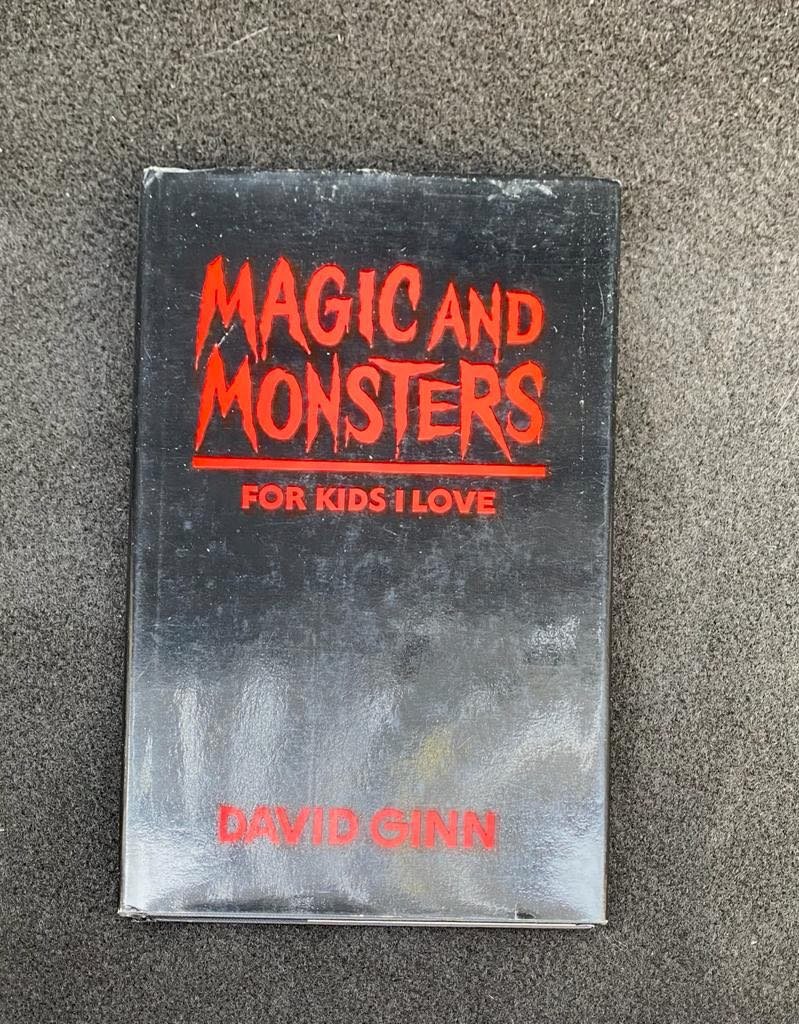 MAGIC AND
MONSTERS
FOR KIDS I LOVE
DAVID GINN